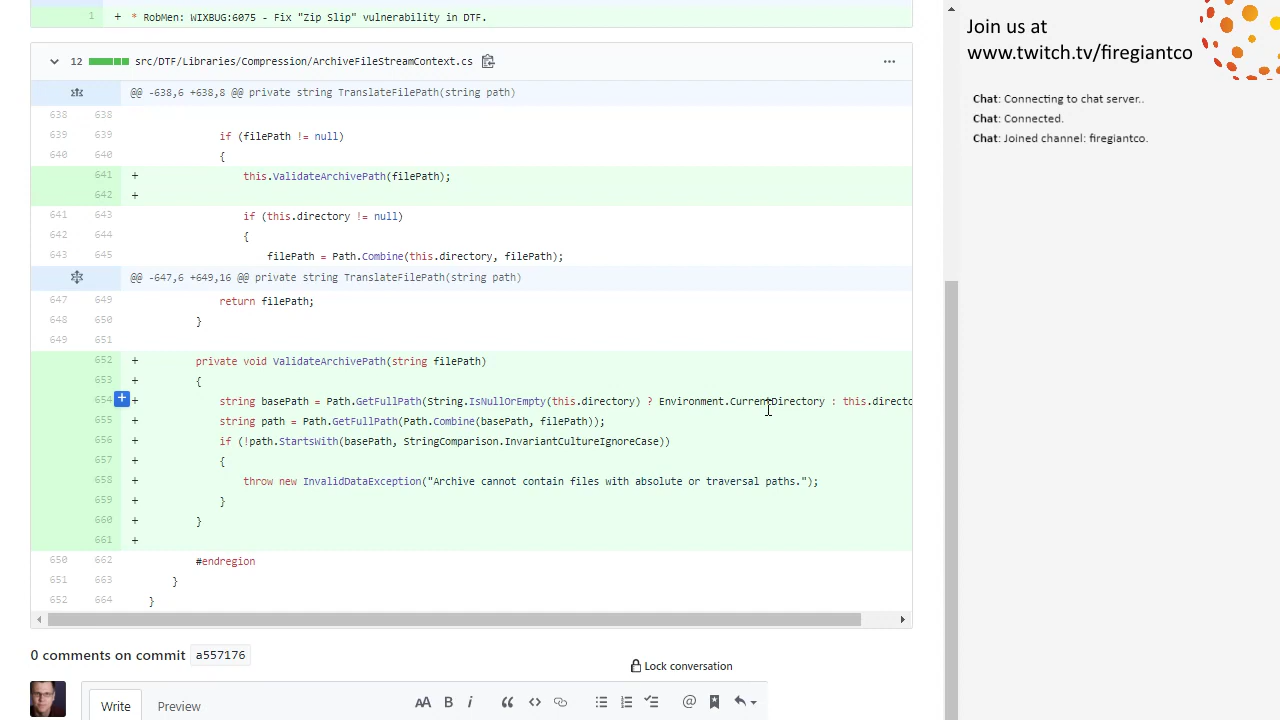 1 + * RobMen: WIXBUG:6075 - Fix "Zip Slip" vulnerability in DTF.
12 src/DTF/Libraries/Compression/ArchiveFileStreamContext.cs ...
@@ -638,6 +638,8 @@ private string TranslateFilePath(string path)
638 638
639 639 if (filePath != null)
640 640 {
641 + this.ValidateArchivePath(filePath);
642 +
641 643 if (this.directory != null)
642 644 {
643 645 filePath = Path.Combine(this.directory, filePath);
@@ -647,6 +649,16 @@ private string TranslateFilePath(string path)
647 649 return filePath;
648 650 }
649 651
652 + private void ValidateArchivePath(string filePath)
653 + {
654 + string basePath = Path.GetFullPath(String.IsNullOrEmpty(this.directory) ? Environment.CurrentDirectory : this.directo
655 + string path = Path.GetFullPath(Path.Combine(basePath, filePath));
656 + if (!path.StartsWith(basePath, StringComparison.InvariantCultureIgnoreCase))
657 + {
658 + throw new InvalidDataException("Archive cannot contain files with absolute or traversal paths.");
659 + }
660 + }
661 +
650 662 #endregion
651 663 }
652 664 }
0 comments on commit a557176
Lock conversation
Write Preview AA B i
Join us at
www.twitch.tv/firegiantco
Chat: Connecting to chat server..
Chat: Connected.
Chat: Joined channel: firegiantco.